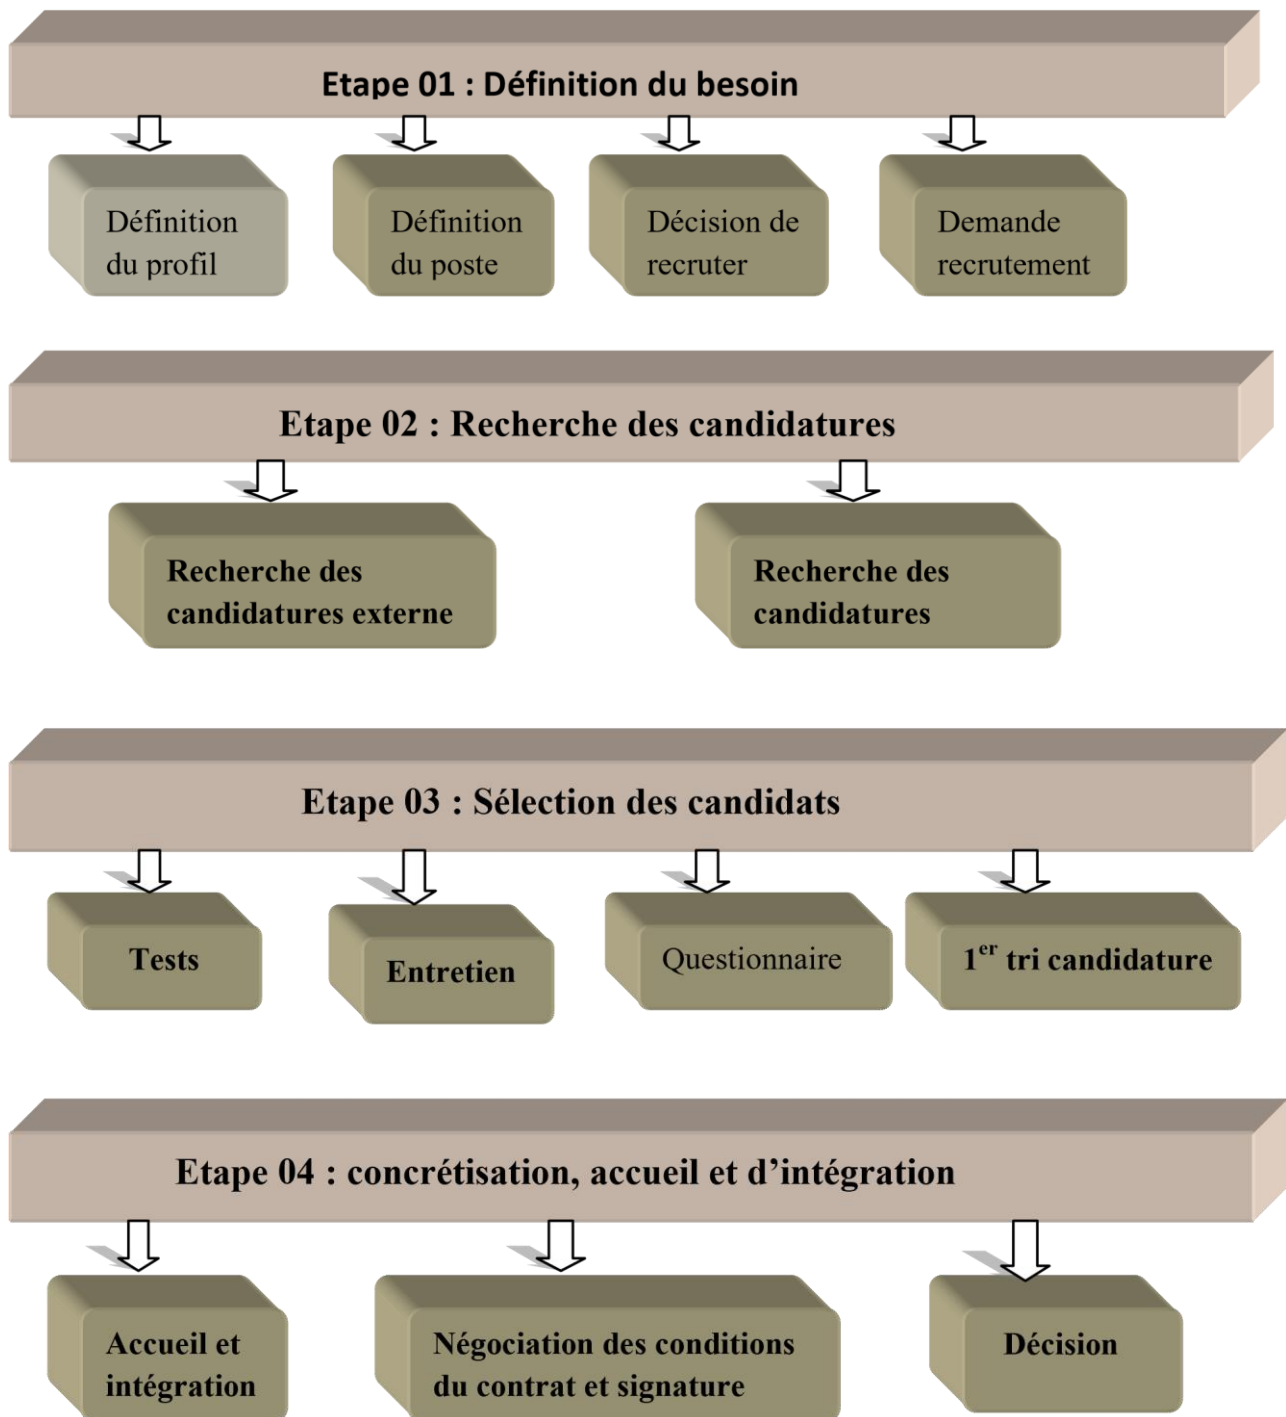 Etape 01 : Définition du besoin
Définition
du profil
Définition
du poste
Décision de
recruter
Demande
recrutement
Etape 02 : Recherche des candidatures
Recherche des
candidatures externe
Recherche des
candidatures
Etape 03 : Sélection des candidats
Tests
Entretien
Questionnaire
1er tri candidature
Etape 04 : concrétisation, accueil et d’intégration
Accueil et
intégration
Négociation des conditions
du contrat et signature
Décision